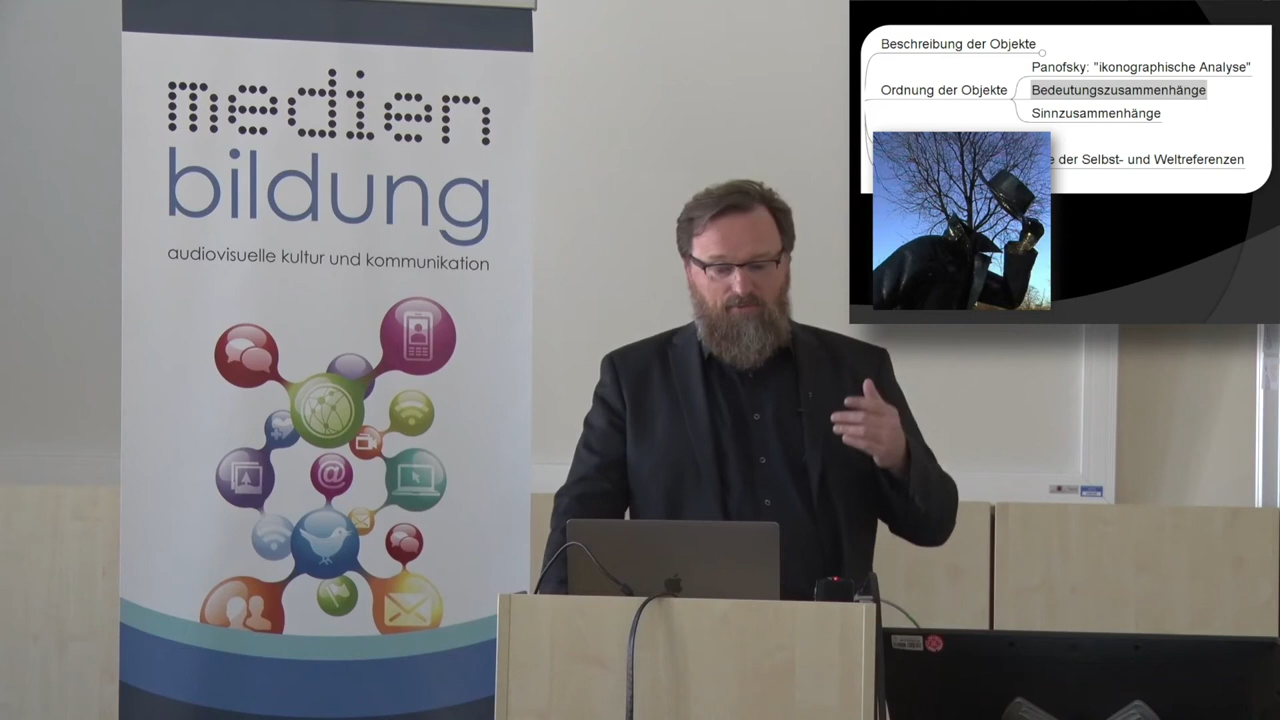 medien
bildung
audiovisuelle kultur und kommunikation
@
Beschreibung der Objekte
Panofsky: "ikonographische Analyse"
Ordnung der Objekte
Bedeutungszusammenhänge
Sinnzusammenhänge
e der Selbst- und Weltreferenzen